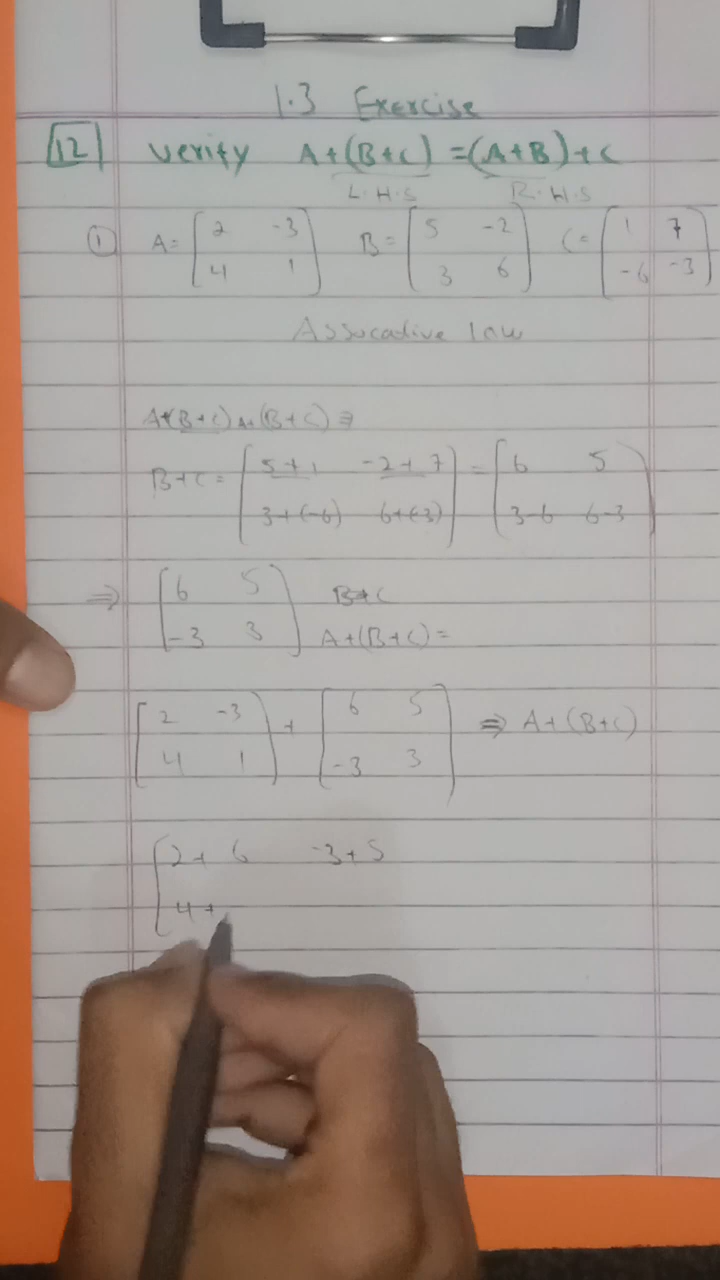 1.3 Exercise
12 verify A+(B+C) =(A+B)+C
L.H.S R.H.S
① A= [2 -3 B= [5 -2 C= [1 7
4 1] 3 6] -6 -3]
Assocadive law
A+(B+C) A+(B+C) ⇒
B+C = [5+1 -2+7] = [6 5
3+(-6) 6+(-3)] 3-6 6-3]
⇒ [6 5 B+C
-3 3] A+(B+C)=
[2 -3 + [6 5 ⇒ A+(B+C)
4 1] -3 3]
[2+6 -3+5
4+